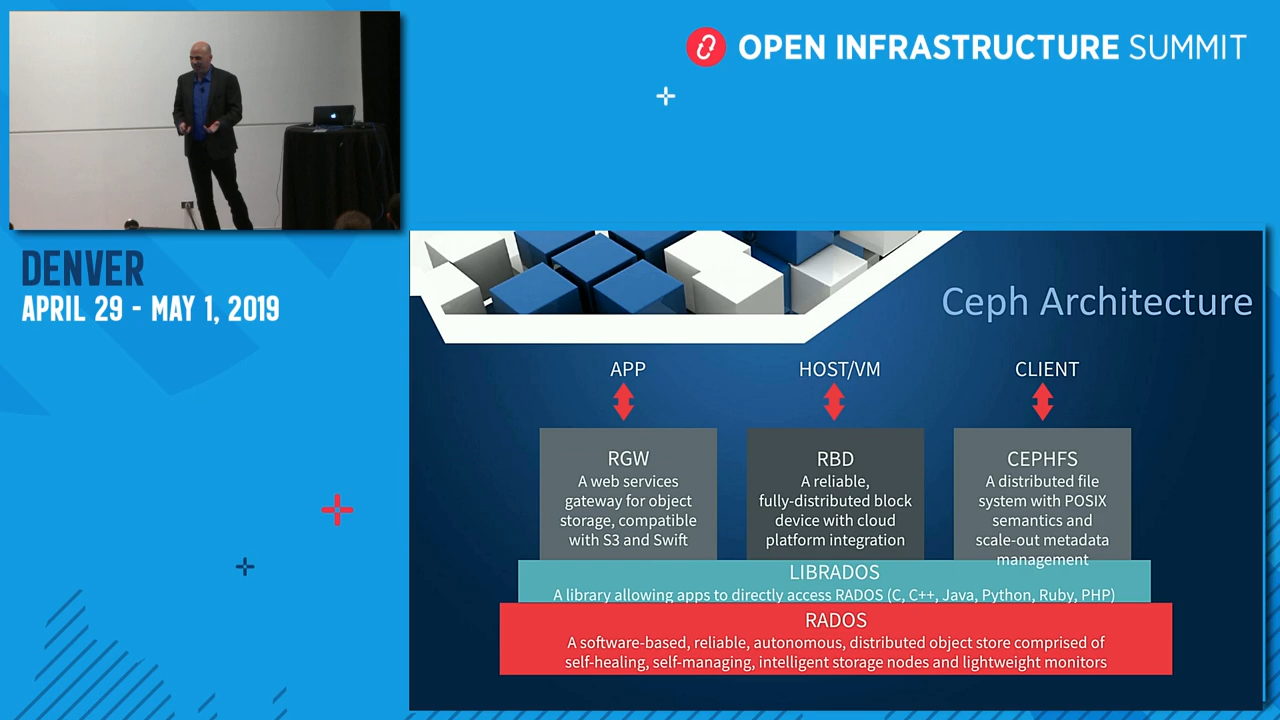 OPEN INFRASTRUCTURE SUMMIT
DENVER
APRIL 29 - MAY 1, 2019
Ceph Architecture
APP
HOST/VM
CLIENT
RGW
A web services
gateway for object
storage, compatible
with S3 and Swift
RBD
A reliable,
fully-distributed block
device with cloud
platform integration
CEPHFS
A distributed file
system with POSIX
semantics and
scale-out metadata
management
LIBRADOS
A library allowing apps to directly access RADOS (C, C++, Java, Python, Ruby, PHP)
RADOS
A software-based, reliable, autonomous, distributed object store comprised of
self-healing, self-managing, intelligent storage nodes and lightweight monitors